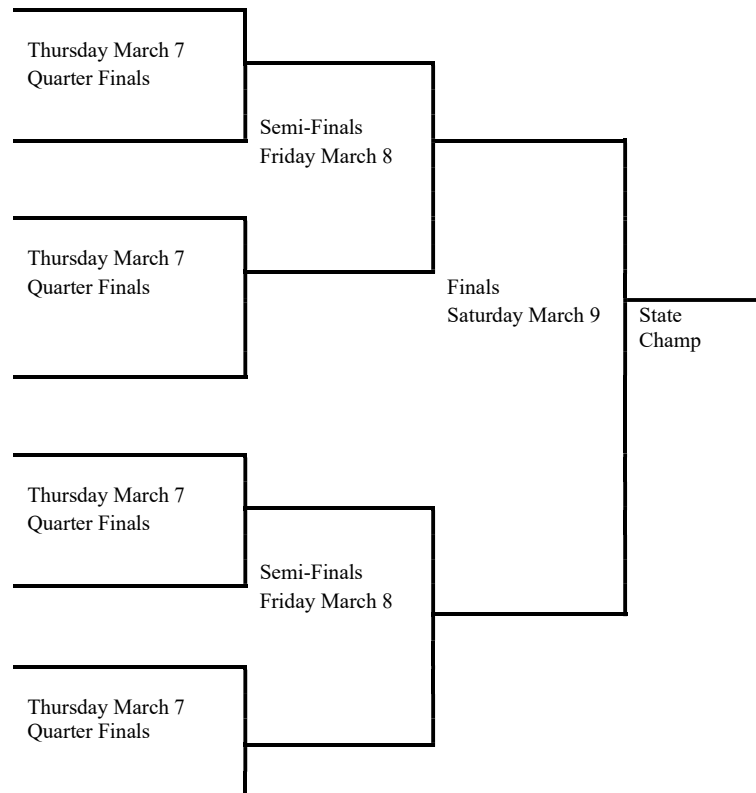 Thursday March 7
Quarter Finals
Semi-Finals
Friday March 8
Thursday March 7
Quarter Finals
Finals
Saturday March 9
State
Champ
Thursday March 7
Quarter Finals
Semi-Finals
Friday March 8
Thursday March 7
Quarter Finals